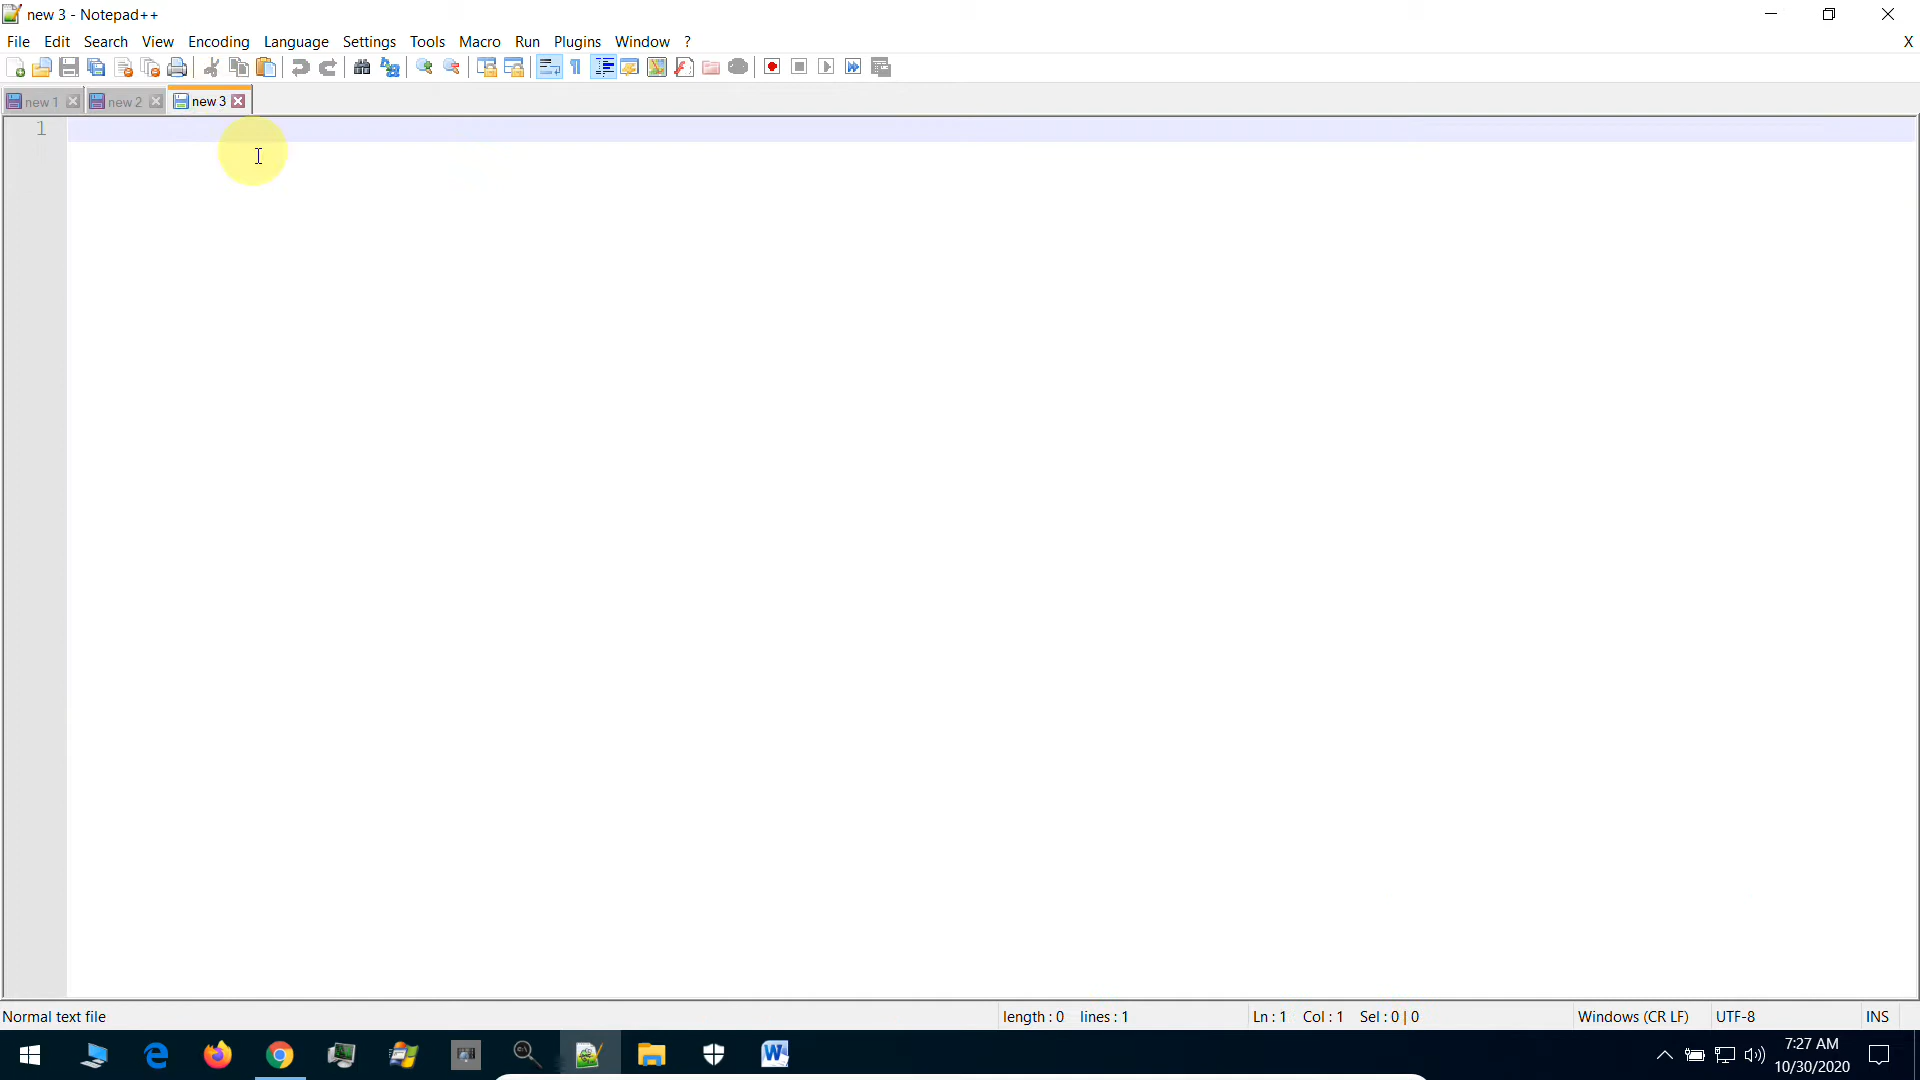 new 3 - Notepad++
File Edit Search View Encoding Language Settings Tools Macro Run Plugins Window ? X
new 1 new 2 new 3
1
Normal text file length : 0 lines : 1 Ln : 1 Col : 1 Sel : 0 | 0 Windows (CR LF) UTF-8 INS
7:27 AM
10/30/2020